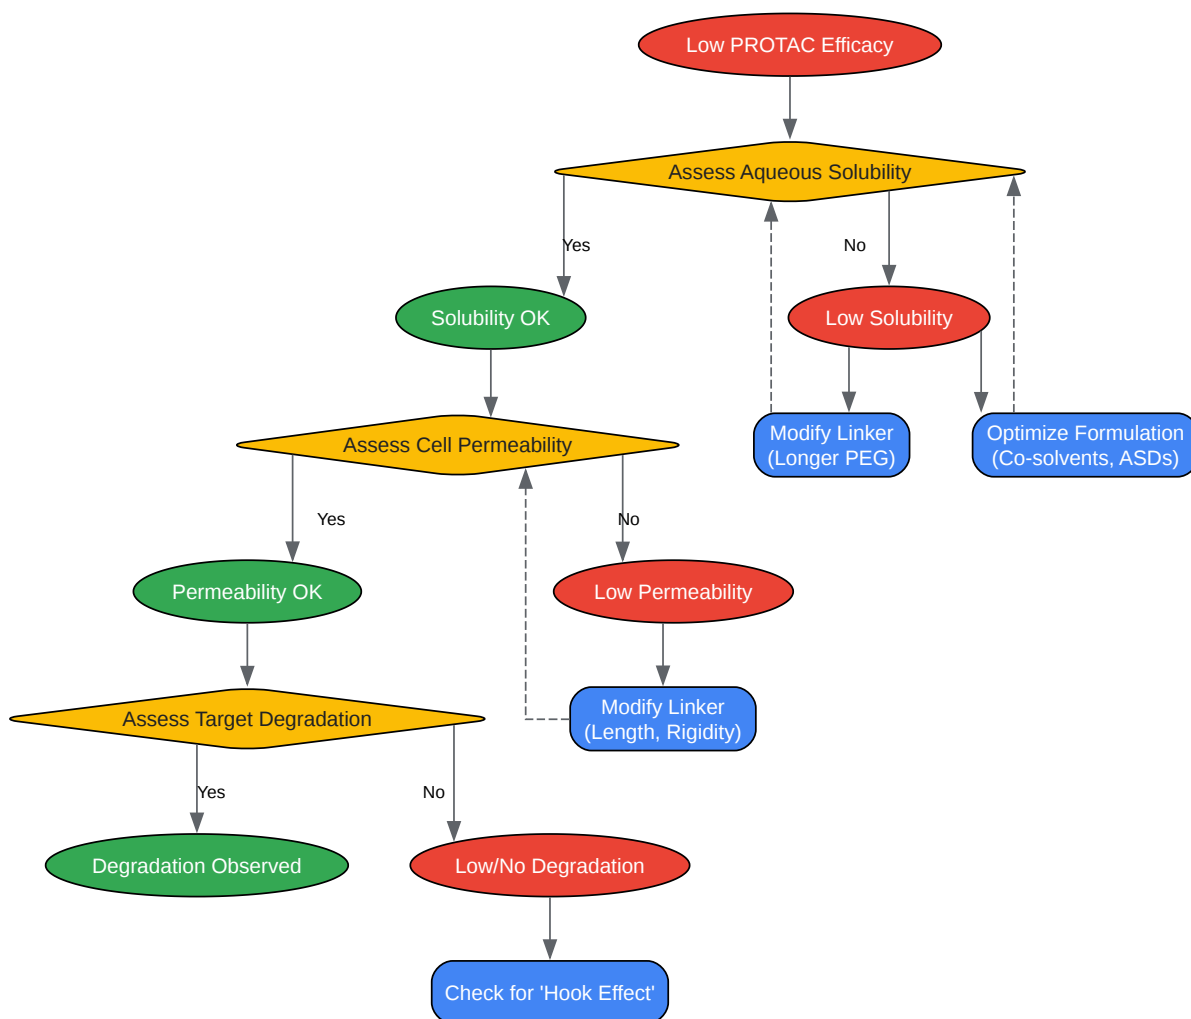 Low PROTAC Efficacy
Assess Aqueous Solubility
Yes
No
Solubility OK
Low Solubility
Modify Linker
(Longer PEG)
Optimize Formulation
(Co-solvents, ASDs)
Assess Cell Permeability
Yes
No
Permeability OK
Low Permeability
Modify Linker
(Length, Rigidity)
Assess Target Degradation
Yes
No
Degradation Observed
Low/No Degradation
Check for 'Hook Effect'